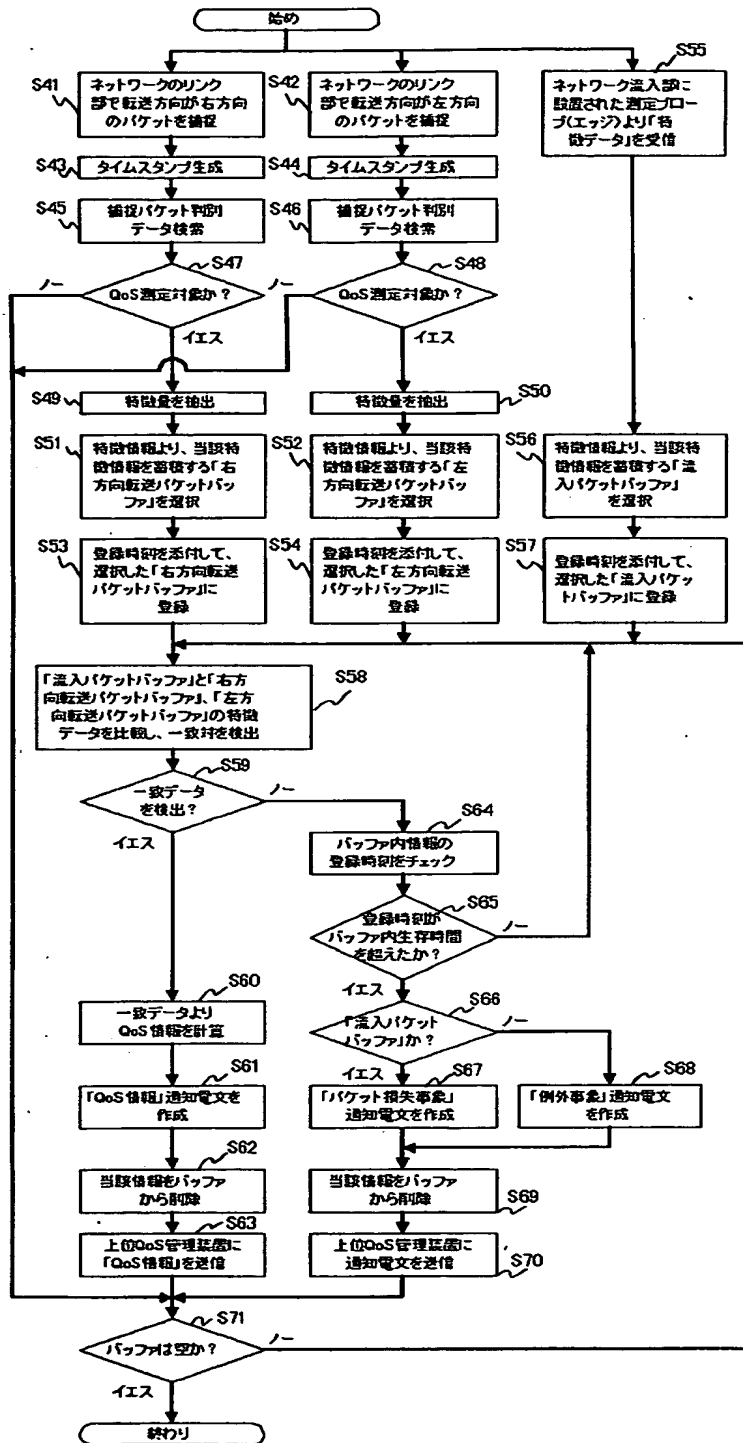 始め
S41
ネットワークのリンク
部で転送方向が右方向
のパケットを捕捉
S42
ネットワークのリンク
部で転送方向が左方向
のパケットを捕捉
S55
ネットワーク流入部に
設置された測定プロー
ブ(エッジ)より「特
徴データ」を受信
S43
タイムスタンプ生成
S44
タイムスタンプ生成
S45
捕捉パケット判別
データ検索
S46
捕捉パケット判別
データ検索
S47
QoS測定対象か?
ノー
イエス
S48
QoS測定対象か?
ノー
イエス
S49
特徴量を抽出
S50
特徴量を抽出
S51
特徴情報より、当該特
徴情報を蓄積する「右
方向転送パケットバッ
ファ」を選択
S52
特徴情報より、当該特
徴情報を蓄積する「左
方向転送パケットバッ
ファ」を選択
S56
特徴情報より、当該特
徴情報を蓄積する「流
入パケットバッファ」
を選択
S53
登録時刻を添付して、
選択した「右方向転送
パケットバッファ」に
登録
S54
登録時刻を添付して、
選択した「左方向転送
パケットバッファ」に
登録
S57
登録時刻を添付して、
選択した「流入パケッ
トバッファ」に登録
S58
「流入パケットバッファ」と「右方
向転送パケットバッファ」、「左方
向転送パケットバッファ」の特徴
データを比較し、一致対を検出
S59
一致データ
を検出?
ノー
イエス
S64
バッファ内情報の
登録時刻をチェック
S65
登録時刻が
バッファ内生存時間
を超えたか?
ノー
イエス
S60
一致データより
QoS情報を計算
S66
「流入パケット
バッファ」か?
ノー
イエス
S61
「QoS情報」通知電文を
作成
S67
「パケット損失事象」
通知電文を作成
S68
「例外事象」通知電文
を作成
S62
当該情報をバッファ
から削除
S69
当該情報をバッファ
から削除
S63
上位QoS管理装置に
「QoS情報」を送信
S70
上位QoS管理装置に
通知電文を送信
S71
バッファは空か?
ノー
イエス
終わり